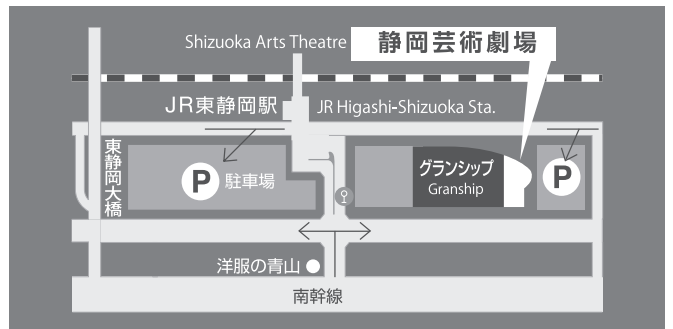 Shizuoka Arts Theatre 静岡芸術劇場
JR東静岡駅 JR Higashi-Shizuoka Sta.
東静岡大橋
P 駐車場
グランシップ
Granship
P
洋服の青山
南幹線